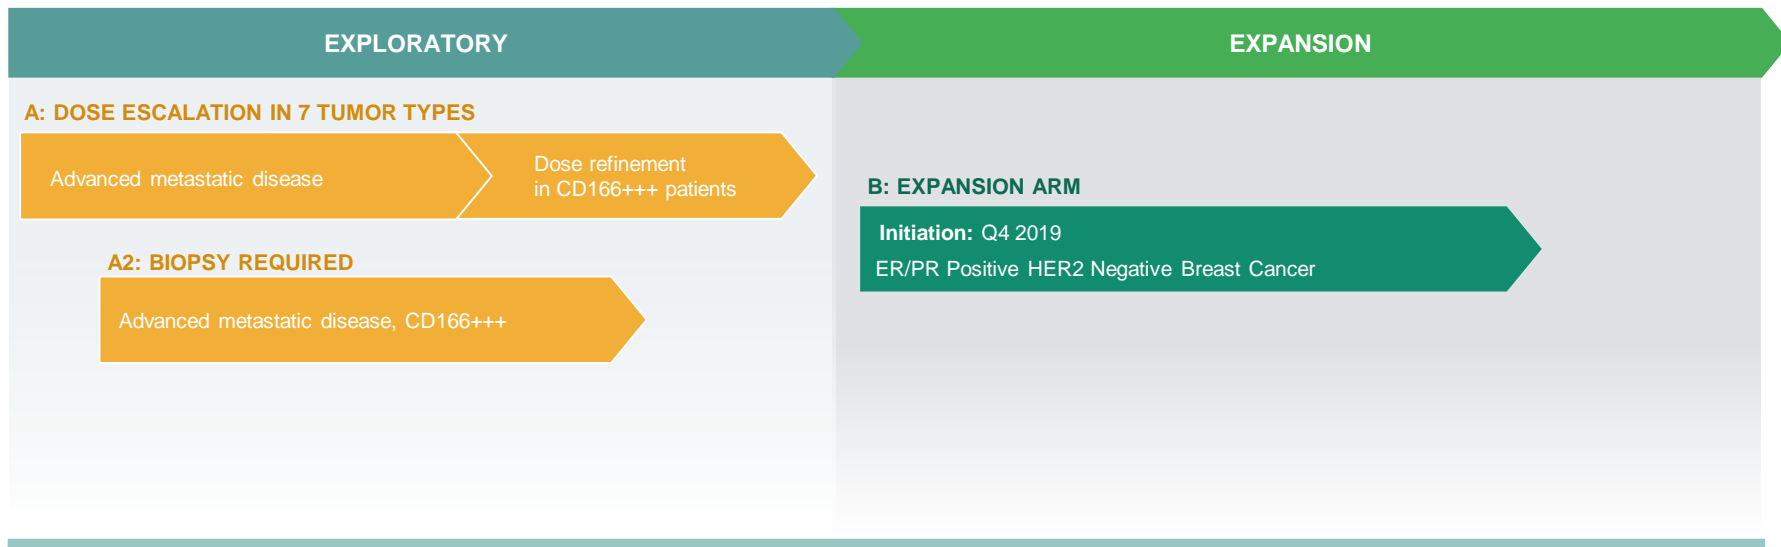 EXPLORATORY
EXPANSION
A: DOSE ESCALATION IN 7 TUMOR TYPES
Advanced metastatic disease
Dose refinement
in CD166+++ patients
A2: BIOPSY REQUIRED
Advanced metastatic disease, CD166+++
B: EXPANSION ARM
Initiation: Q4 2019
ER/PR Positive HER2 Negative Breast Cancer